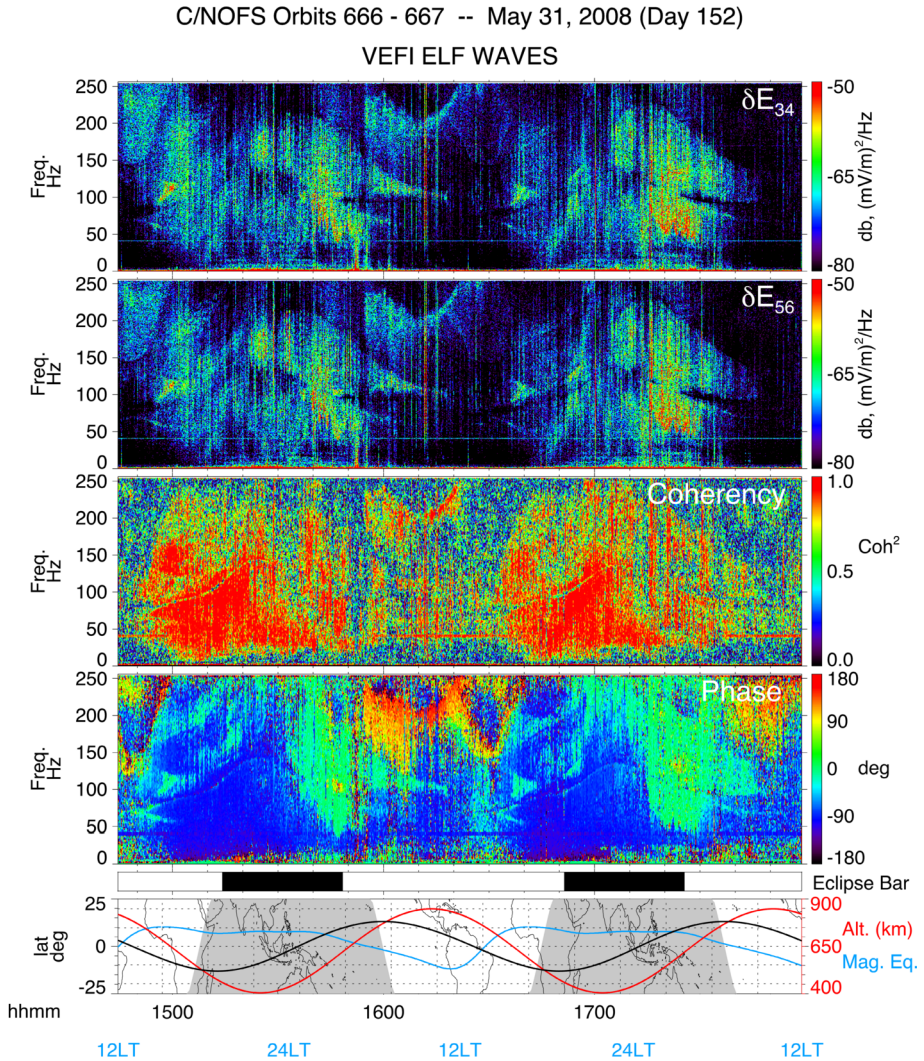 C/NOFS Orbits 666 - 667 -- May 31, 2008 (Day 152)
VEFI ELF WAVES
250
200
150
100
50
0
Freq.
Hz
δE34
-50
-65
-80
db, (mV/m)²/Hz
250
200
150
100
50
0
Freq.
Hz
δE56
-50
-65
-80
db, (mV/m)²/Hz
250
200
150
100
50
0
Freq.
Hz
Coherency
1.0
0.5
0.0
Coh²
250
200
150
100
50
0
Freq.
Hz
Phase
180
90
0
-90
-180
deg
Eclipse Bar
25
0
-25
lat
deg
900
650
400
Alt. (km)
Mag. Eq.
hhmm 1500 1600 1700
12LT 24LT 12LT 24LT 12LT